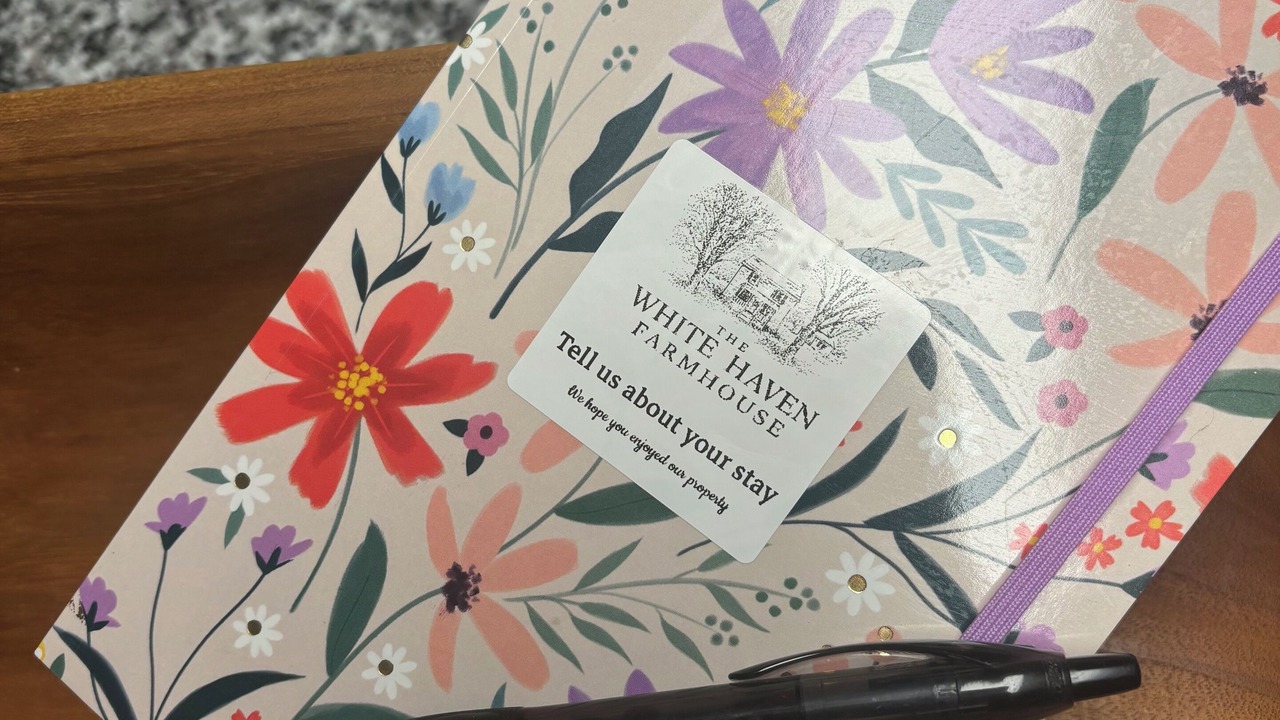 THE
WHITE HAVEN
FARMHOUSE
Tell us about your stay
We hope you enjoyed our property